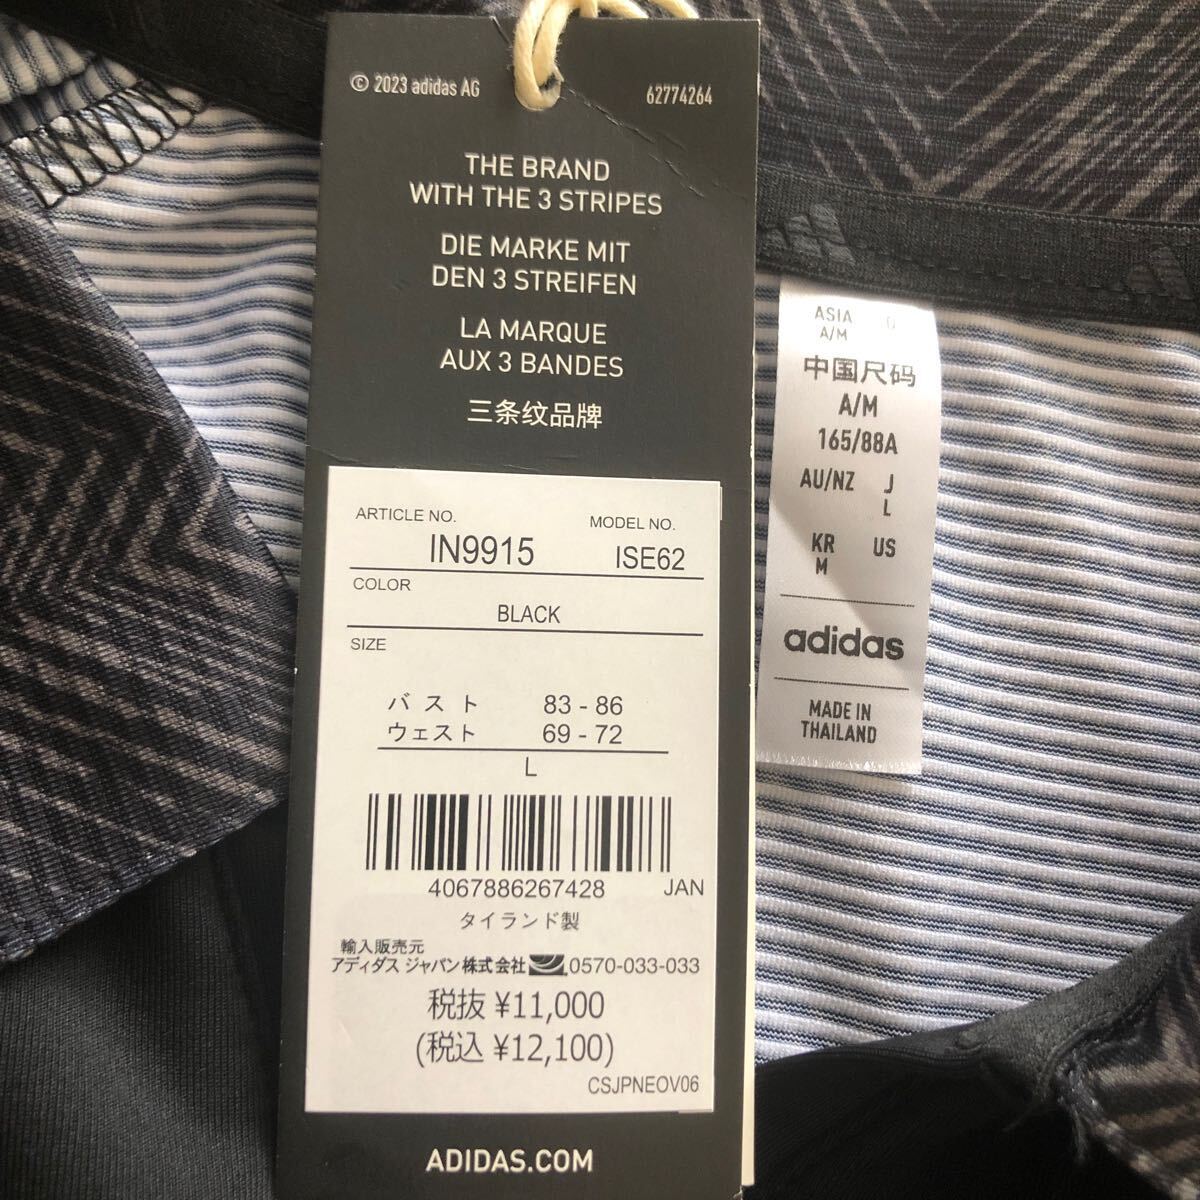 © 2023 adidas AG
62774264
THE BRAND
WITH THE 3 STRIPES
DIE MARKE MIT
DEN 3 STREIFEN
LA MARQUE
AUX 3 BANDES
三条纹品牌
ARTICLE NO.
IN9915
MODEL NO.
ISE62
COLOR
BLACK
SIZE
バスト 83 - 86
ウェスト 69 - 72
L
4067886267428 JAN
タイランド製
輸入販売元
アディダス ジャパン株式会社 0570-033-033
税抜 ¥11,000
(税込 ¥12,100)
CSJPNEOV06
ADIDAS.COM
ASIA
A/M
中国尺码
A/M
165/88A
AU/NZ J
L
KR US
M
adidas
MADE IN
THAILAND